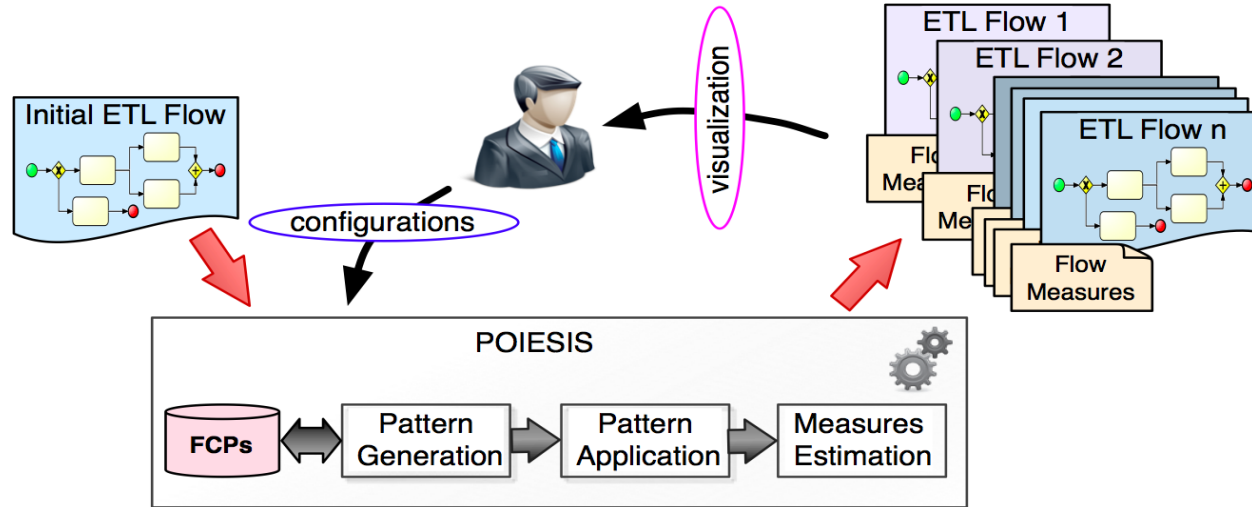 ETL Flow 1
ETL Flow 2
Initial ETL Flow
visualization
ETL Flow n
Flow
Measures
configurations
POIESIS
FCPs
Pattern
Generation
Pattern
Application
Measures
Estimation